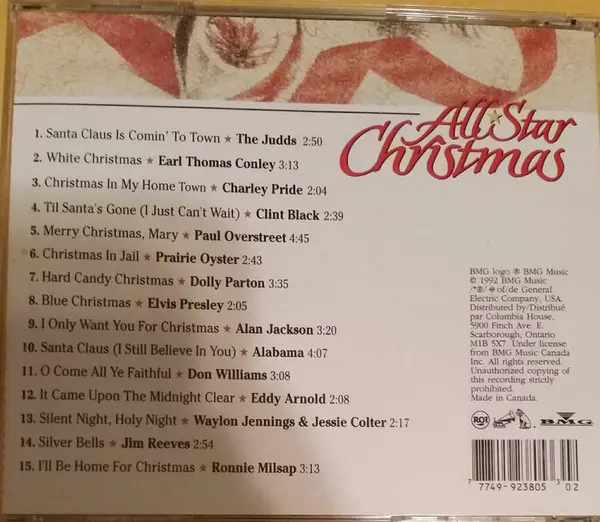 All Star
Christmas
1. Santa Claus Is Comin' To Town ★ The Judds 2:50
2. White Christmas ★ Earl Thomas Conley 3:13
3. Christmas In My Home Town ★ Charley Pride 2:04
4. Til Santa's Gone (I Just Can't Wait) ★ Clint Black 2:39
5. Merry Christmas, Mary ★ Paul Overstreet 4:45
6. Christmas In Jail ★ Prairie Oyster 2:43
7. Hard Candy Christmas ★ Dolly Parton 3:35
8. Blue Christmas ★ Elvis Presley 2:05
9. I Only Want You For Christmas ★ Alan Jackson 3:20
10. Santa Claus (I Still Believe In You) ★ Alabama 4:07
11. O Come All Ye Faithful ★ Don Williams 3:08
12. It Came Upon The Midnight Clear ★ Eddy Arnold 2:08
13. Silent Night, Holy Night ★ Waylon Jennings & Jessie Colter 2:17
14. Silver Bells ★ Jim Reeves 2:54
15. I'll Be Home For Christmas ★ Ronnie Milsap 3:13
BMG logo ® BMG Music
© 1992 BMG Music
of/de General
Electric Company, USA.
Distributed by/Distribué
par Columbia House,
5900 Finch Ave. E.
Scarborough, Ontario
M1B 5X7. Under license
from BMG Music Canada
Inc. All rights reserved.
Unauthorized copying of
this recording strictly
prohibited.
Made in Canada.
RCA
BMG
7 7749-923805 3 02